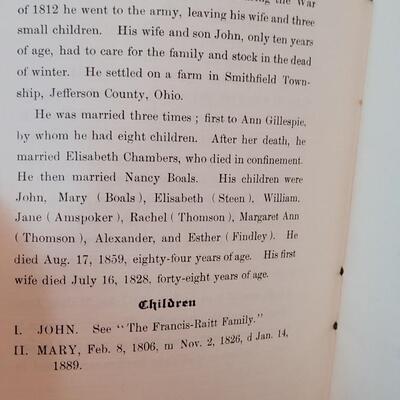 the War
of 1812 he went to the army, leaving his wife and three
small children. His wife and son John, only ten years
of age, had to care for the family and stock in the dead
of winter. He settled on a farm in Smithfield Town-
ship, Jefferson County, Ohio.
He was married three times ; first to Ann Gillespie,
by whom he had eight children. After her death, he
married Elisabeth Chambers, who died in confinement.
He then married Nancy Boals. His children were
John, Mary ( Boals ), Elisabeth ( Steen ), William,
Jane ( Amspoker ), Rachel ( Thomson ), Margaret Ann
( Thomson ), Alexander, and Esther ( Findley ). He
died Aug. 17, 1859, eighty-four years of age. His first
wife died July 16, 1828, forty-eight years of age.
Children
I. JOHN. See "The Francis-Raitt Family."
II. MARY, Feb. 8, 1806, m Nov. 2, 1826, d Jan. 14,
1889.